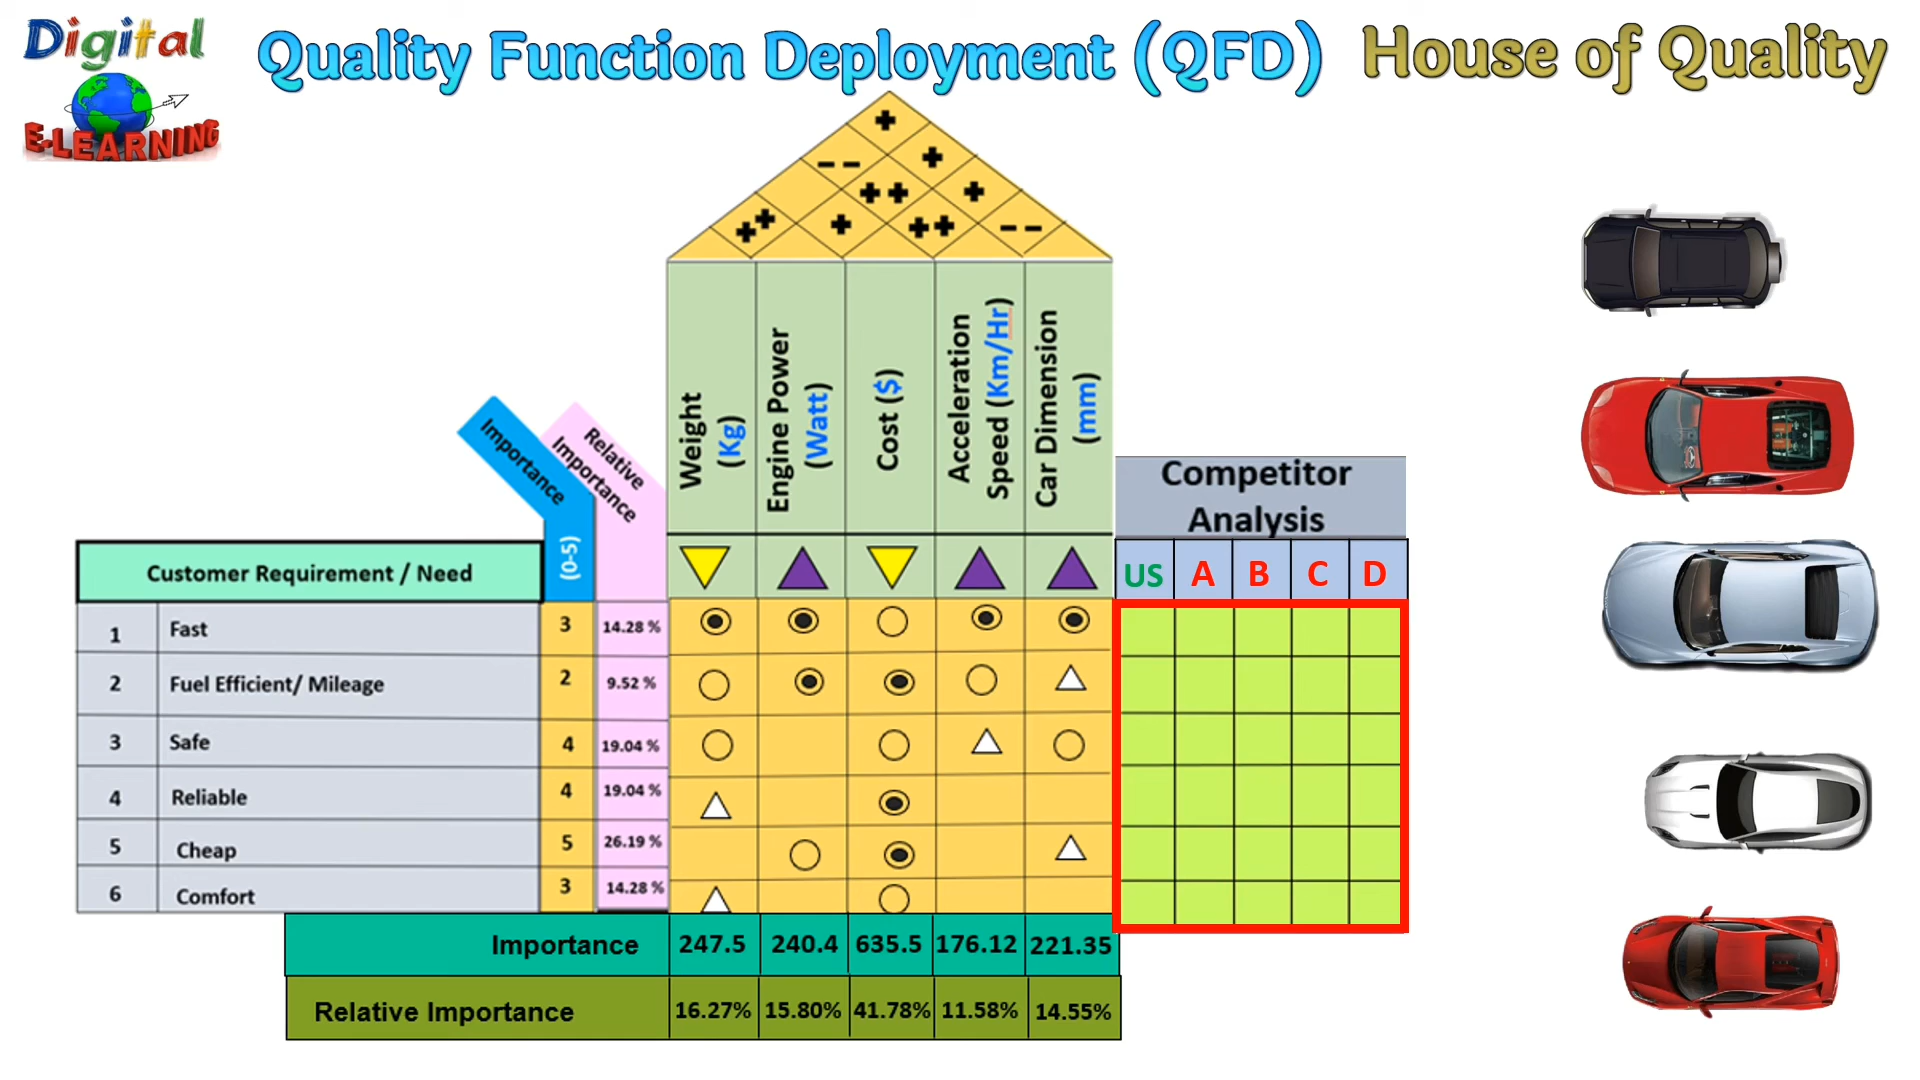 Digital
E-LEARNING
Quality Function Deployment (QFD) House of Quality
+
-- +
++ +
++ + ++ --
Weight
(Kg)
Engine Power
(Watt)
Cost ($)
Acceleration
Speed (Km/Hr)
Car Dimension
(mm)
Importance
(0-5)
Relative
Importance
Competitor
Analysis
Customer Requirement / Need
US A B C D
1 Fast 3 14.28 %
2 Fuel Efficient/ Mileage 2 9.52 %
3 Safe 4 19.04 %
4 Reliable 4 19.04 %
5 Cheap 5 26.19 %
6 Comfort 3 14.28 %
Importance 247.5 240.4 635.5 176.12 221.35
Relative Importance 16.27% 15.80% 41.78% 11.58% 14.55%